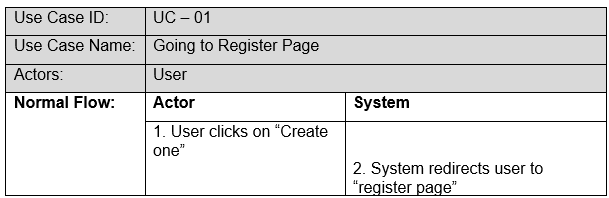 Use Case ID: UC – 01
Use Case Name: Going to Register Page
Actors: User
Normal Flow: Actor System
1. User clicks on “Create
one”
2. System redirects user to
“register page”